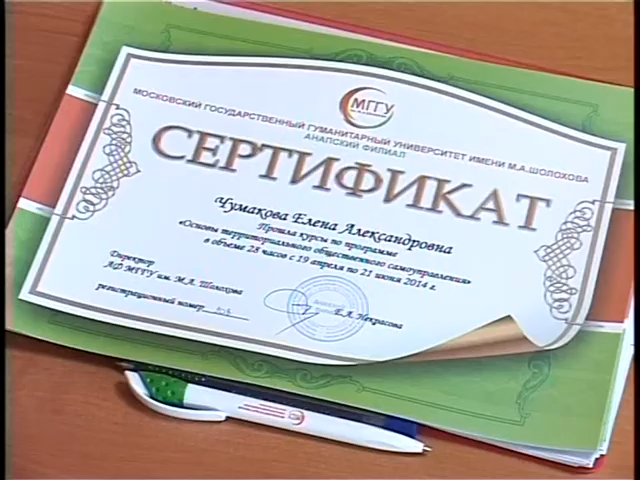 МГГУ
МОСКОВСКИЙ ГОСУДАРСТВЕННЫЙ ГУМАНИТАРНЫЙ УНИВЕРСИТЕТ ИМЕНИ М.А.ШОЛОХОВА
АНАПСКИЙ ФИЛИАЛ
СЕРТИФИКАТ
Чумакова Елена Александровна
Прошла курсы по программе
«Основы территориального общественного самоуправления»
в объеме 28 часов с 19 апреля по 21 июня 2014 г.
Директор
АФ МГГУ им. М.А. Шолохова
Е.А.Некрасова
регистрационный номер